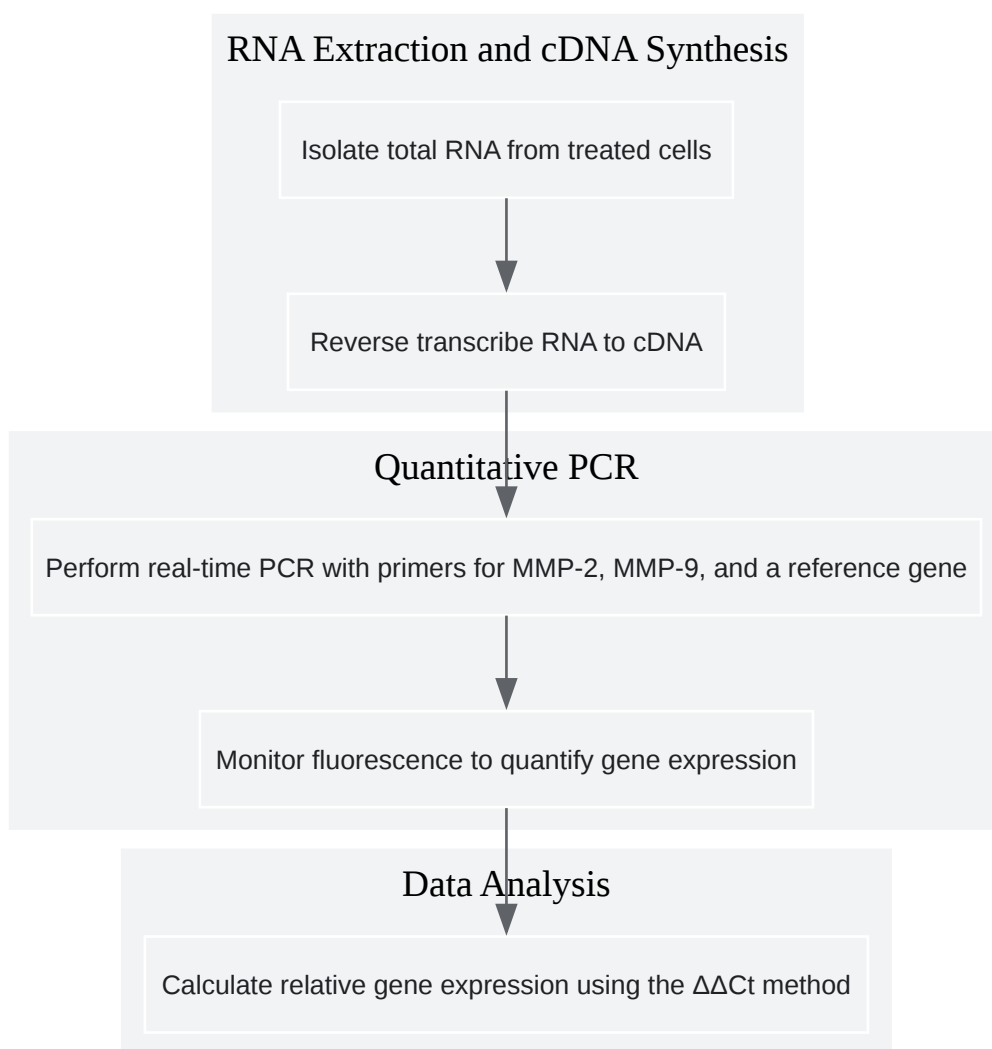 RNA Extraction and cDNA Synthesis
Isolate total RNA from treated cells
Reverse transcribe RNA to cDNA
Quantitative PCR
Perform real-time PCR with primers for MMP-2, MMP-9, and a reference gene
Monitor fluorescence to quantify gene expression
Data Analysis
Calculate relative gene expression using the ΔΔCt method